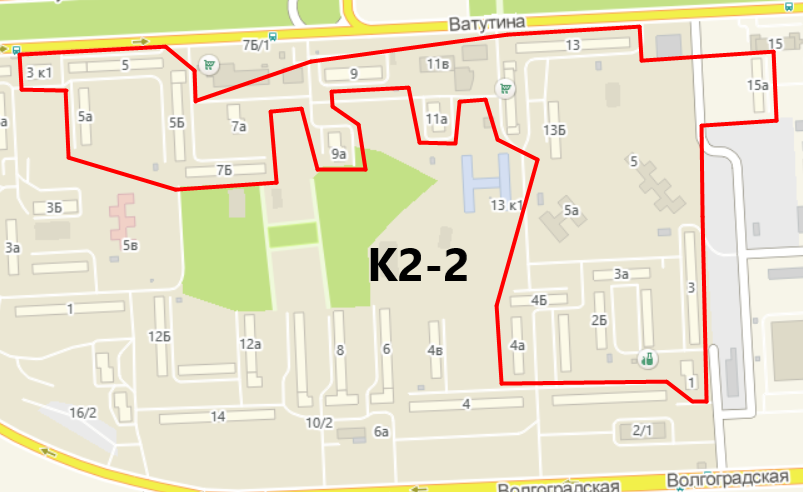 Ватутина
7Б/1
13
15
3 к1
5
9
11в
15а
5а
5Б
7а
11а
13Б
9а
7Б
5
3Б
13 к1
5а
3а
5в
К2-2
3а
3
1
12Б
12а
8
6
4в
4Б
2Б
4а
1
16/2
14
10/2
6а
4
2/1
Волгоградская
Волгоградская